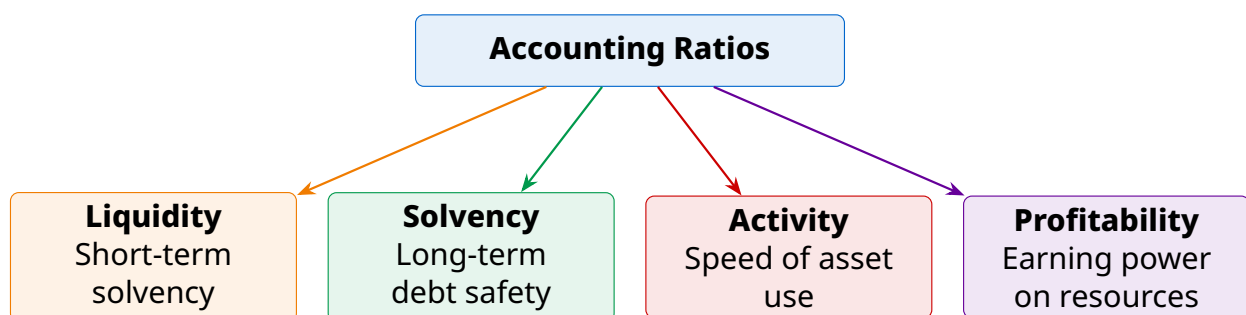 Accounting Ratios
Liquidity
Short-term
solvency
Solvency
Long-term
debt safety
Activity
Speed of asset
use
Profitability
Earning power
on resources